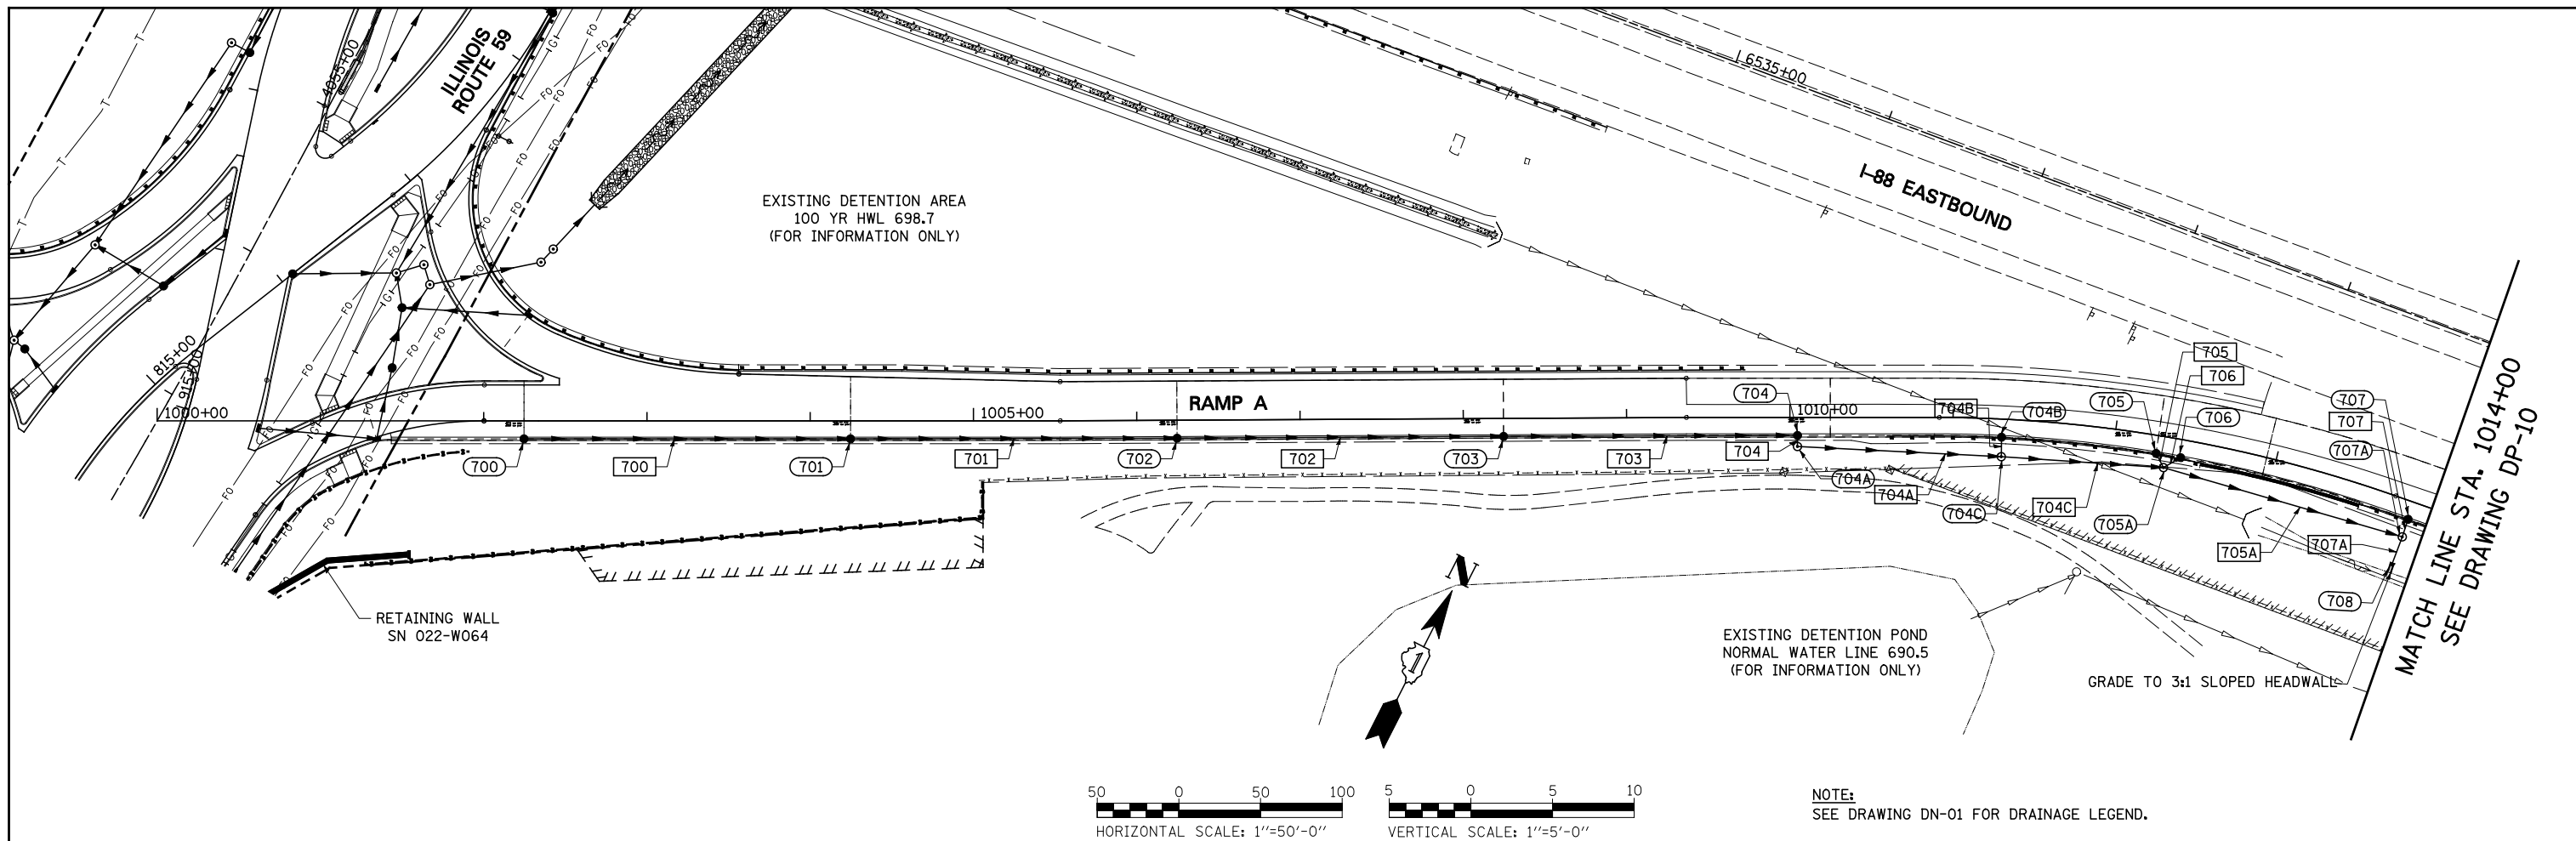 ILLINOIS
ROUTE 59
4055+00
6535+00
I-88 EASTBOUND
EXISTING DETENTION AREA
100 YR HWL 698.7
(FOR INFORMATION ONLY)
815+00
915+00
1000+00
1005+00
RAMP A
1010+00
700
700
701
701
702
702
703
703
704
704
704A
704A
704B
704B
704C
704C
705
705
706
706
705A
705A
707
707
707A
707A
708
RETAINING WALL
SN 022-W064
N
1
EXISTING DETENTION POND
NORMAL WATER LINE 690.5
(FOR INFORMATION ONLY)
GRADE TO 3:1 SLOPED HEADWALL
MATCH LINE STA. 1014+00
SEE DRAWING DP-10
50 0 50 100
HORIZONTAL SCALE: 1"=50'-0"
5 0 5 10
VERTICAL SCALE: 1"=5'-0"
NOTE:
SEE DRAWING DN-01 FOR DRAINAGE LEGEND.